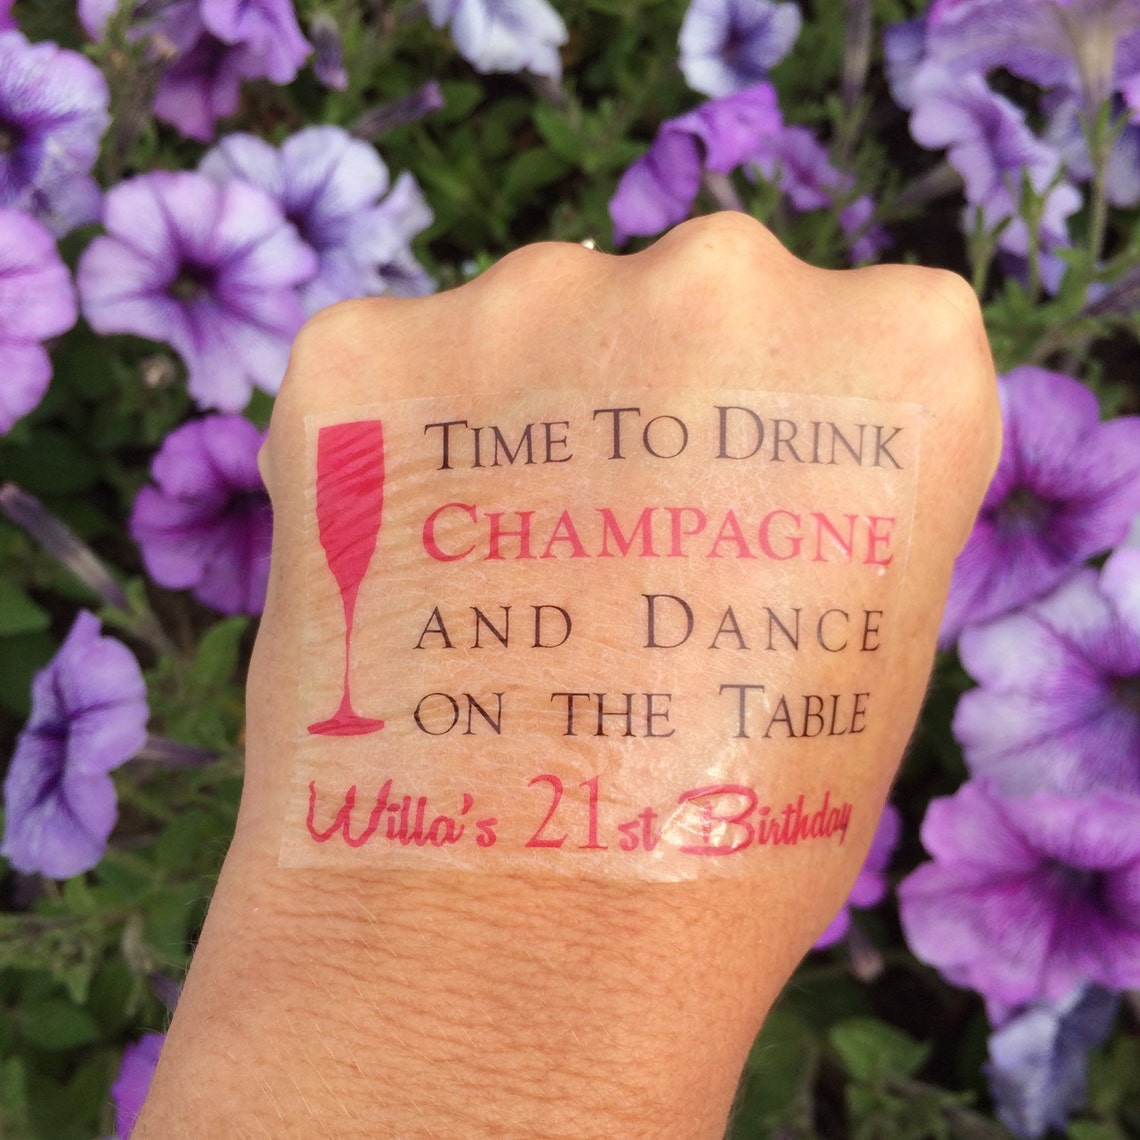 Time To Drink
Champagne
and Dance
on the Table
Willa's 21st Birthday